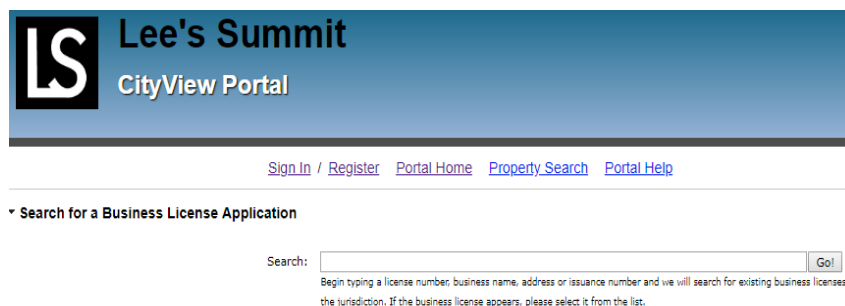 LS
Lee's Summit
CityView Portal
Sign In / Register Portal Home Property Search Portal Help
Search for a Business License Application
Search: Go!
Begin typing a license number, business name, address or issuance number and we will search for existing business licenses
the jurisdiction. If the business license appears, please select it from the list.